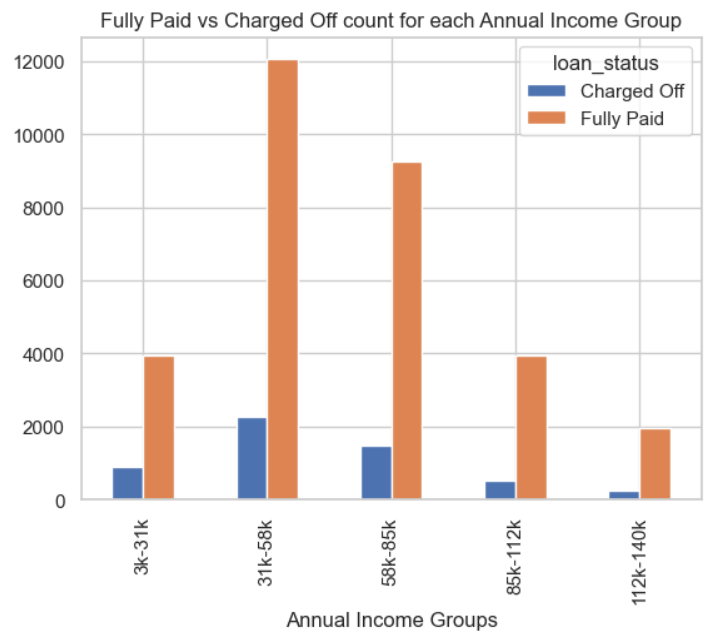 Fully Paid vs Charged Off count for each Annual Income Group
loan_status
Charged Off
Fully Paid
12000
10000
8000
6000
4000
2000
0
3k-31k
31k-58k
58k-85k
85k-112k
112k-140k
Annual Income Groups